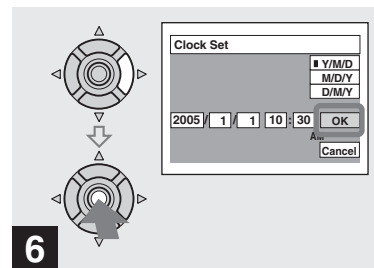 Clock Set
Y/M/D
M/D/Y
D/M/Y
2005 / 1 / 1 10 : 30 OK
AM
Cancel
6